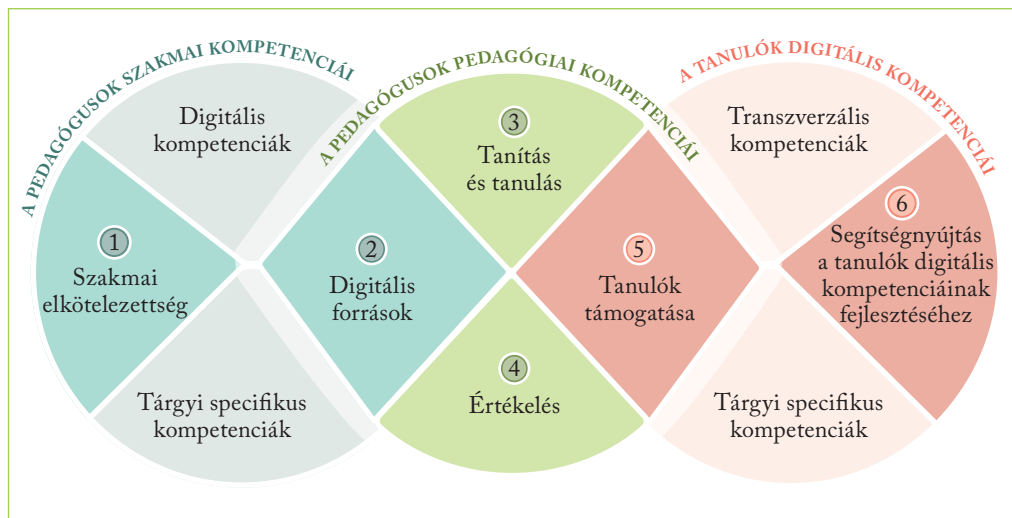 A PEDAGÓGUSOK SZAKMAI KOMPETENCIÁI
A PEDAGÓGUSOK PEDAGÓGIAI KOMPETENCIÁI
A TANULÓK DIGITÁLIS KOMPETENCIÁI
Digitális
kompetenciák
3
Tanítás
és tanulás
Transzverzális
kompetenciák
1
Szakmai
elkötelezettség
2
Digitális
források
5
Tanulók
támogatása
6
Segítségnyújtás
a tanulók digitális
kompetenciáinak
fejlesztéséhez
Tárgyi specifikus
kompetenciák
4
Értékelés
Tárgyi specifikus
kompetenciák